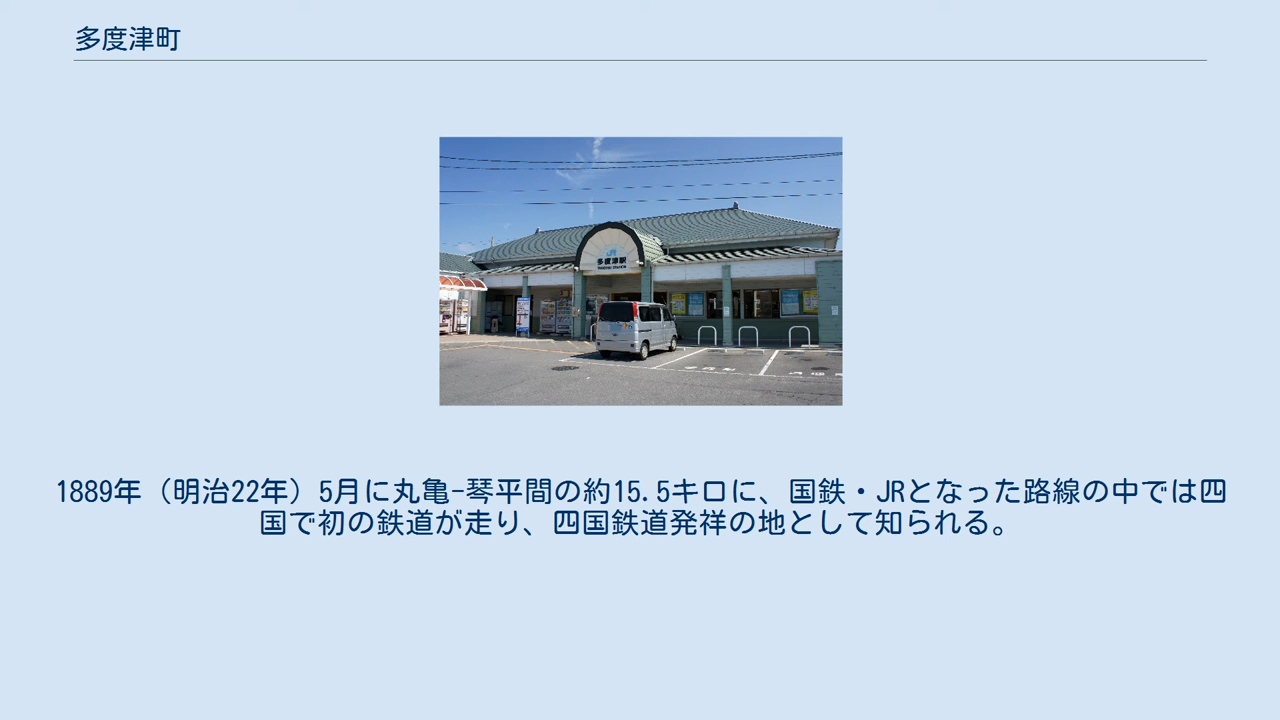 多度津町
JR
多度津駅
1889年（明治22年）5月に丸亀-琴平間の約15.5キロに、国鉄・JRとなった路線の中では四
国で初の鉄道が走り、四国鉄道発祥の地として知られる。